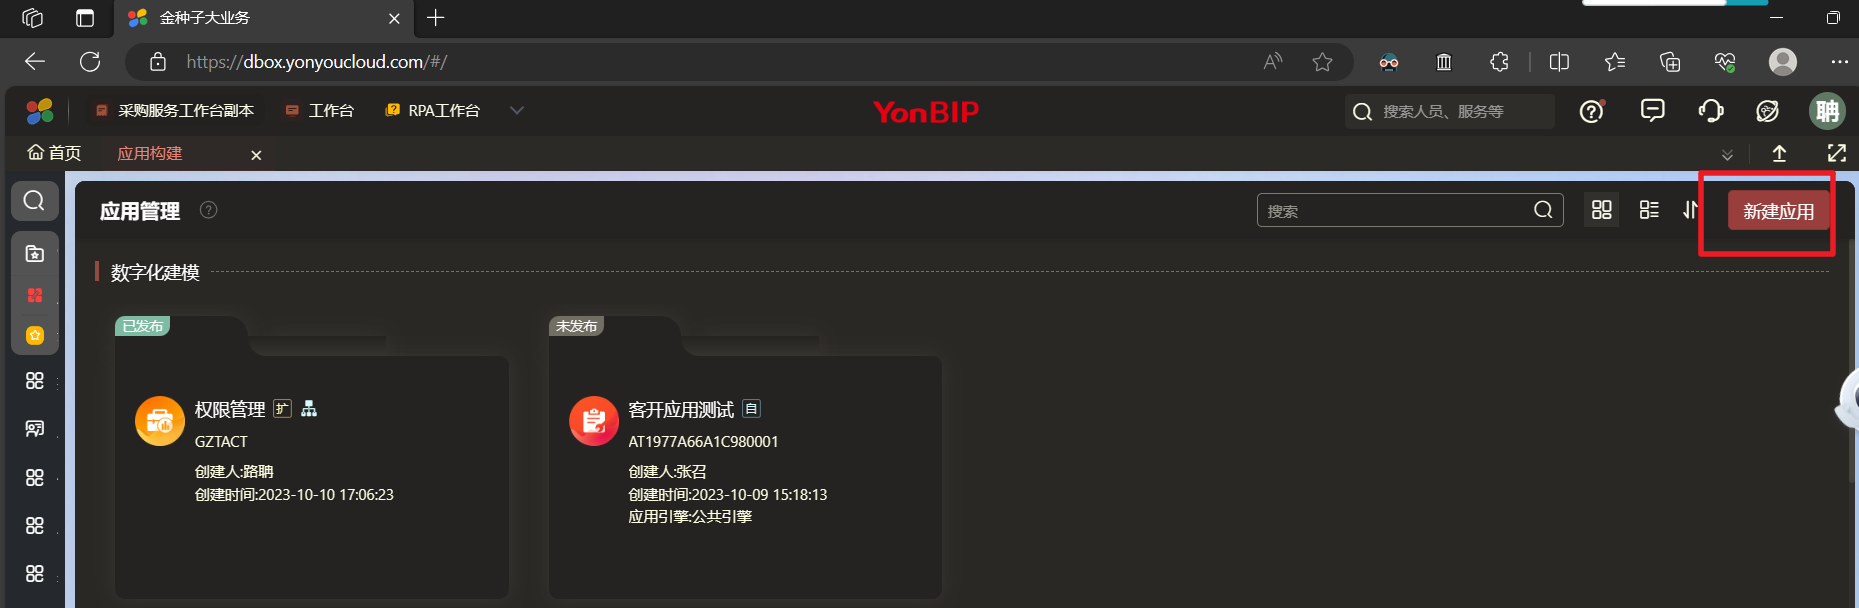 金种子大业务
https://dbox.yonyoucloud.com/#/
采购服务工作台副本
工作台
RPA工作台
YonBIP
搜索人员、服务等
聘
首页
应用构建
应用管理
搜索
新建应用
数字化建模
已发布
未发布
权限管理 扩
GZTACT
创建人:路聘
创建时间:2023-10-10 17:06:23
客开应用测试 自
AT1977A66A1C980001
创建人:张召
创建时间:2023-10-09 15:18:13
应用引擎:公共引擎